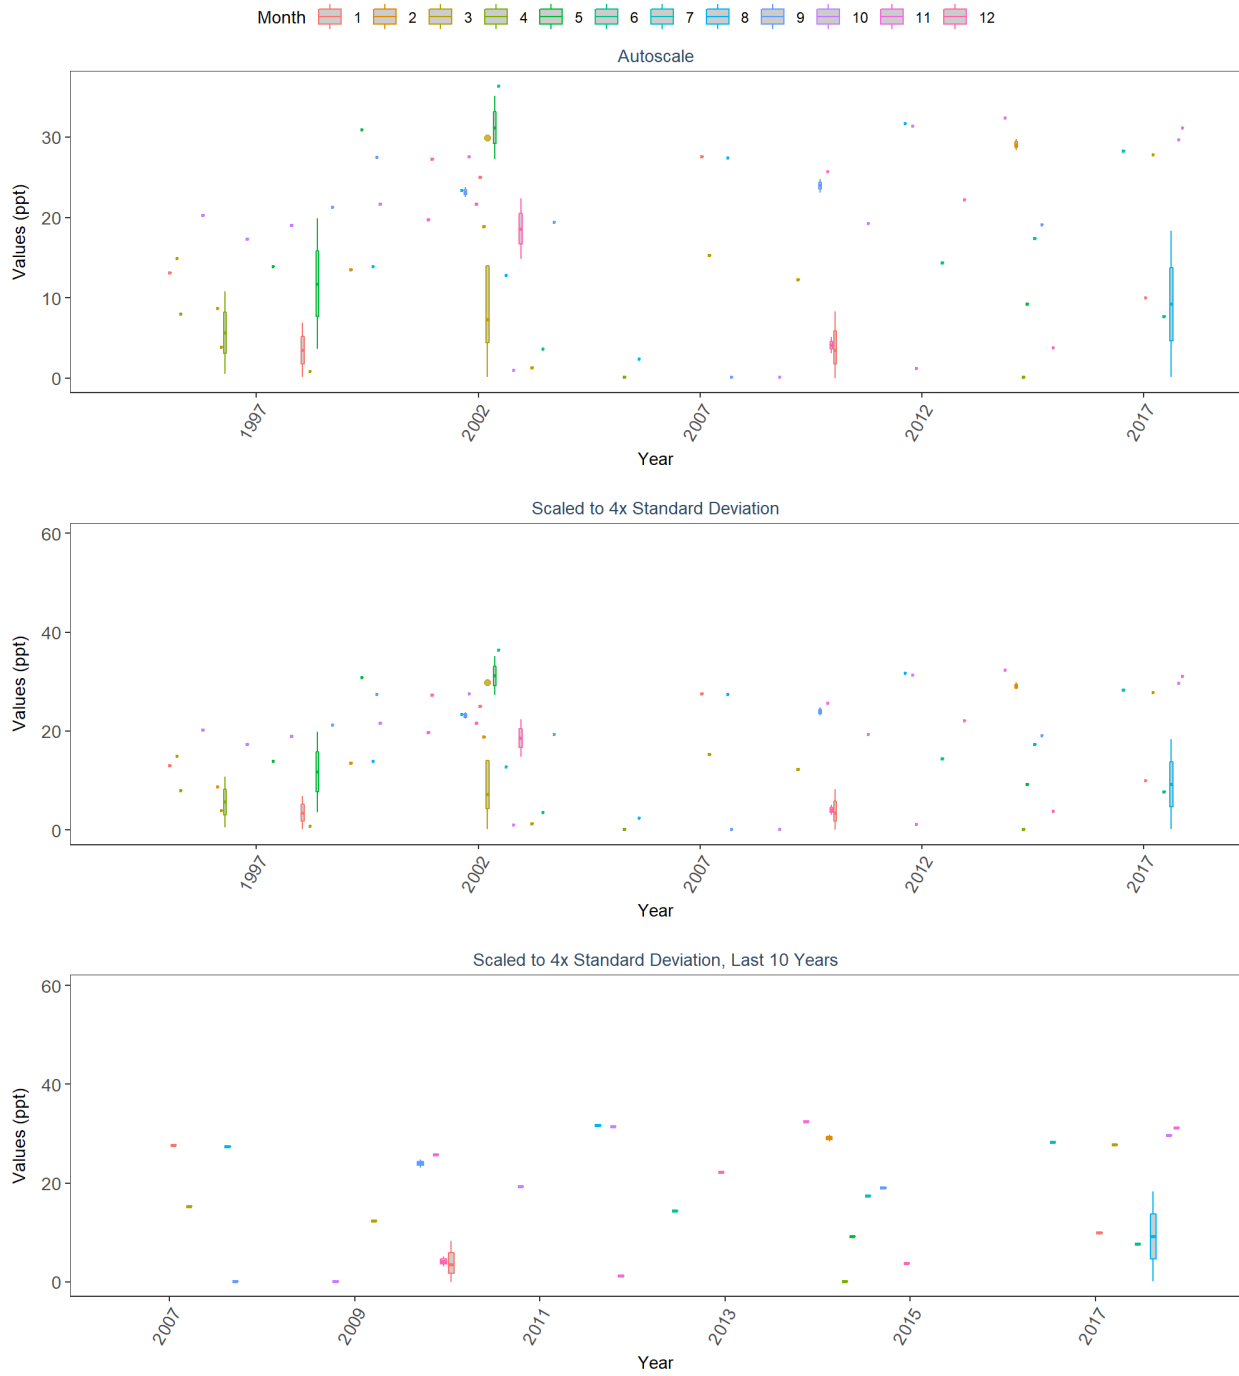 Month 1 2 3 4 5 6 7 8 9 10 11 12
Autoscale
Values (ppt)
30
20
10
0
1997 2002 2007 2012 2017
Year
Scaled to 4x Standard Deviation
Values (ppt)
60
40
20
0
1997 2002 2007 2012 2017
Year
Scaled to 4x Standard Deviation, Last 10 Years
Values (ppt)
60
40
20
0
2007 2009 2011 2013 2015 2017
Year